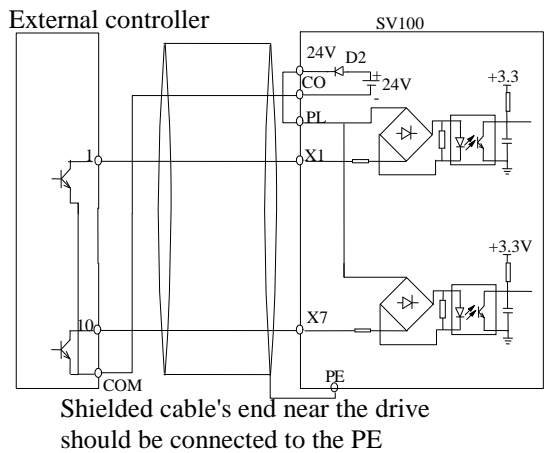 External controller
SV100
24V
D2
CO
+
24V
-
+3.3
PL
1
X1
+3.3V
10
X7
COM
PE
Shielded cable's end near the drive
should be connected to the PE